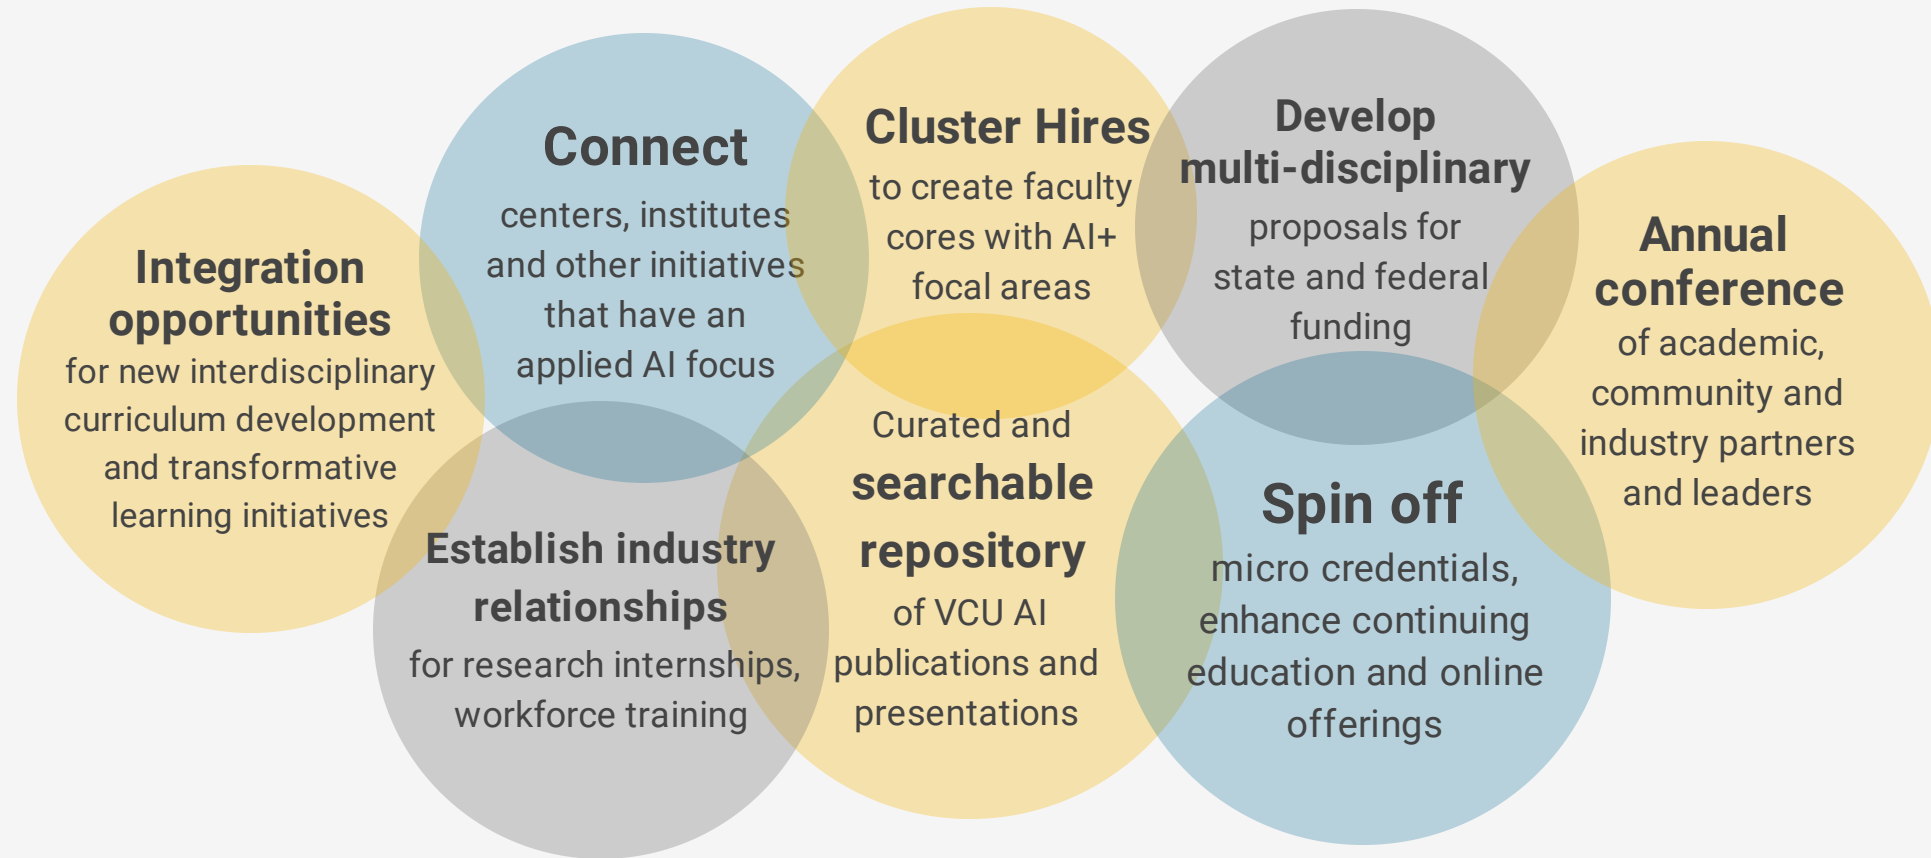 Integration
opportunities
for new interdisciplinary
curriculum development
and transformative
learning initiatives
Connect
centers, institutes
and other initiatives
that have an
applied AI focus
Establish industry
relationships
for research internships,
workforce training
Cluster Hires
to create faculty
cores with AI+
focal areas
Curated and
searchable
repository
of VCU AI
publications and
presentations
Develop
multi-disciplinary
proposals for
state and federal
funding
Spin off
micro credentials,
enhance continuing
education and online
offerings
Annual
conference
of academic,
community and
industry partners
and leaders